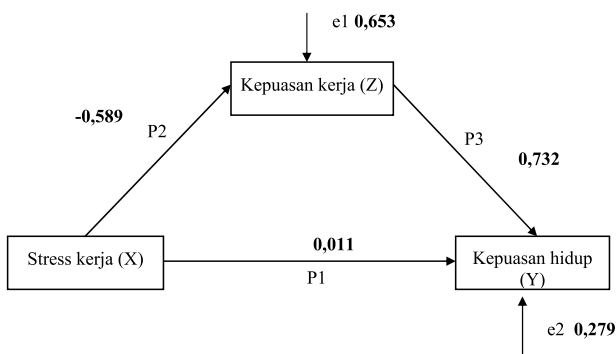 e1 0,653
Kepuasan kerja (Z)
-0,589
P2
P3
0,732
Stress kerja (X)
0,011
P1
Kepuasan hidup
(Y)
e2 0,279